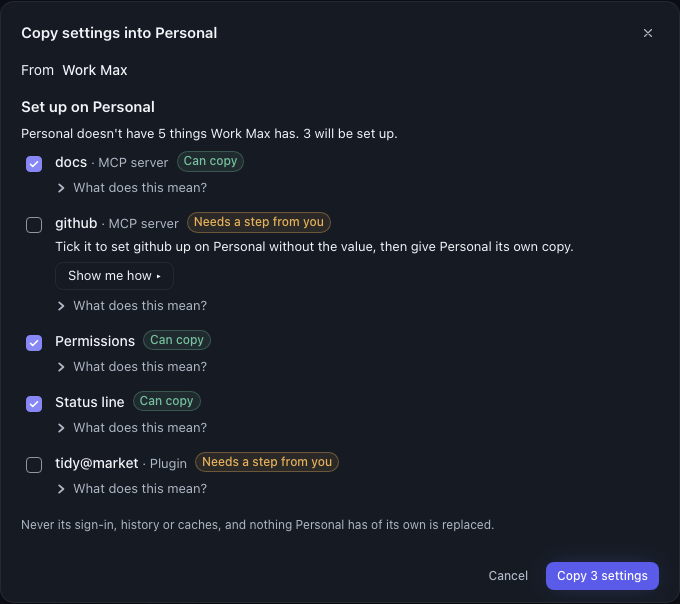 Copy settings into Personal
From Work Max
Set up on Personal
Personal doesn't have 5 things Work Max has. 3 will be set up.
docs · MCP server Can copy
What does this mean?
github · MCP server Needs a step from you
Tick it to set github up on Personal without the value, then give Personal its own copy.
Show me how ▸
What does this mean?
Permissions Can copy
What does this mean?
Status line Can copy
What does this mean?
tidy@market · Plugin Needs a step from you
What does this mean?
Never its sign-in, history or caches, and nothing Personal has of its own is replaced.
Cancel Copy 3 settings